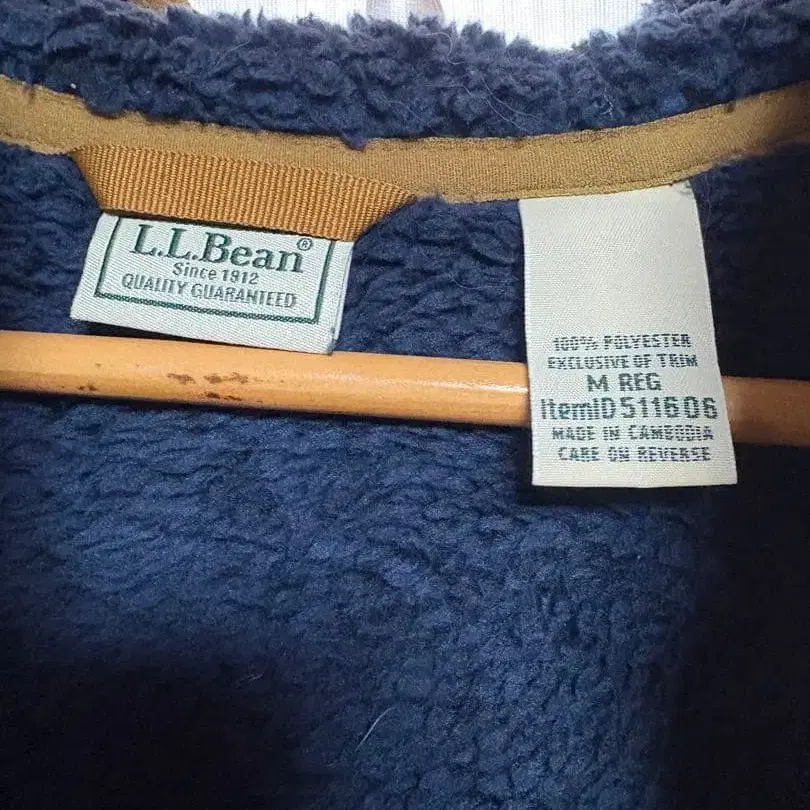 L.L.Bean®
Since 1912
QUALITY GUARANTEED
100% POLYESTER
EXCLUSIVE OF TRIM
M REG
ItemID 511606
MADE IN CAMBODIA
CARE ON REVERSE